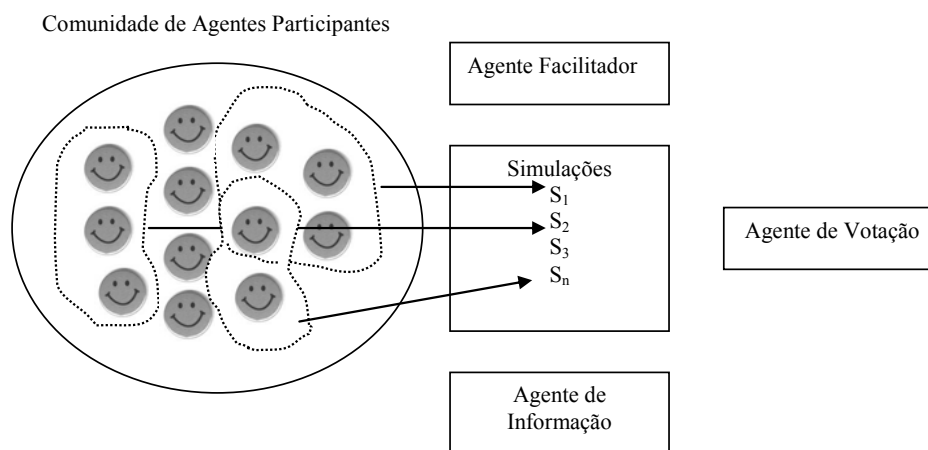 Comunidade de Agentes Participantes
Agente Facilitador
Simulações
S1
S2
S3
Sn
Agente de Votação
Agente de
Informação